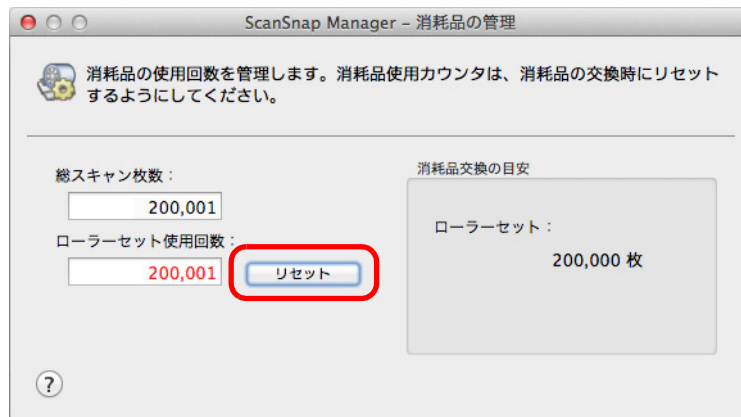 ScanSnap Manager – 消耗品の管理
消耗品の使用回数を管理します。消耗品使用カウンタは、消耗品の交換時にリセット
するようにしてください。
総スキャン枚数：
200,001
ローラーセット使用回数：
200,001 リセット
消耗品交換の目安
ローラーセット：
200,000 枚
?